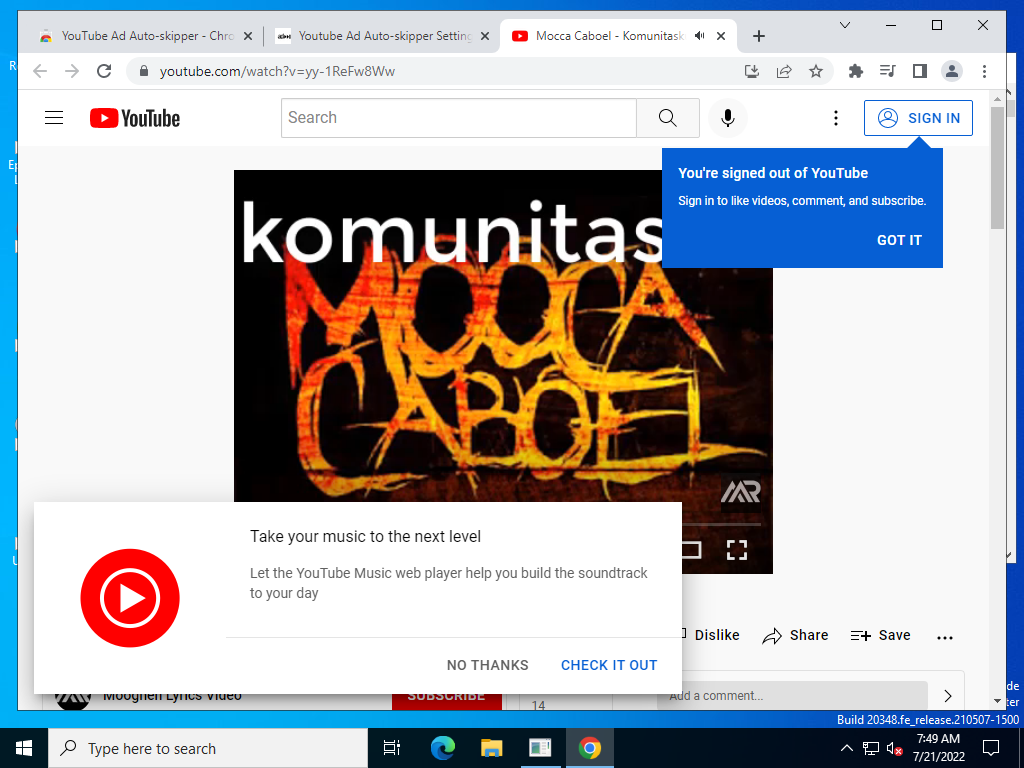 YouTube Ad Auto-skipper - Chro
Youtube Ad Auto-skipper Setting
Mocca Caboel - Komunitask
youtube.com/watch?v=yy-1ReFw8Ww
YouTube
Search
SIGN IN
You're signed out of YouTube
Sign in to like videos, comment, and subscribe.
GOT IT
komunitas
MOCCA
CABOEL
MR
Take your music to the next level
Let the YouTube Music web player help you build the soundtrack
to your day
NO THANKS
CHECK IT OUT
Dislike
Share
Save
Mooghen Lyrics Video
SUBSCRIBE
14
Add a comment...
Build 20348.fe_release.210507-1500
Type here to search
7:49 AM
7/21/2022